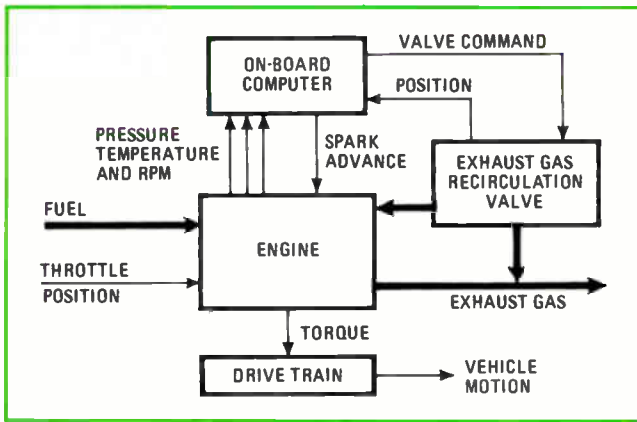 VALVE COMMAND
ON-BOARD
COMPUTER
POSITION
PRESSURE
TEMPERATURE
AND RPM
SPARK
ADVANCE
EXHAUST GAS
RECIRCULATION
VALVE
FUEL
ENGINE
THROTTLE
POSITION
EXHAUST GAS
TORQUE
DRIVE TRAIN
VEHICLE
MOTION